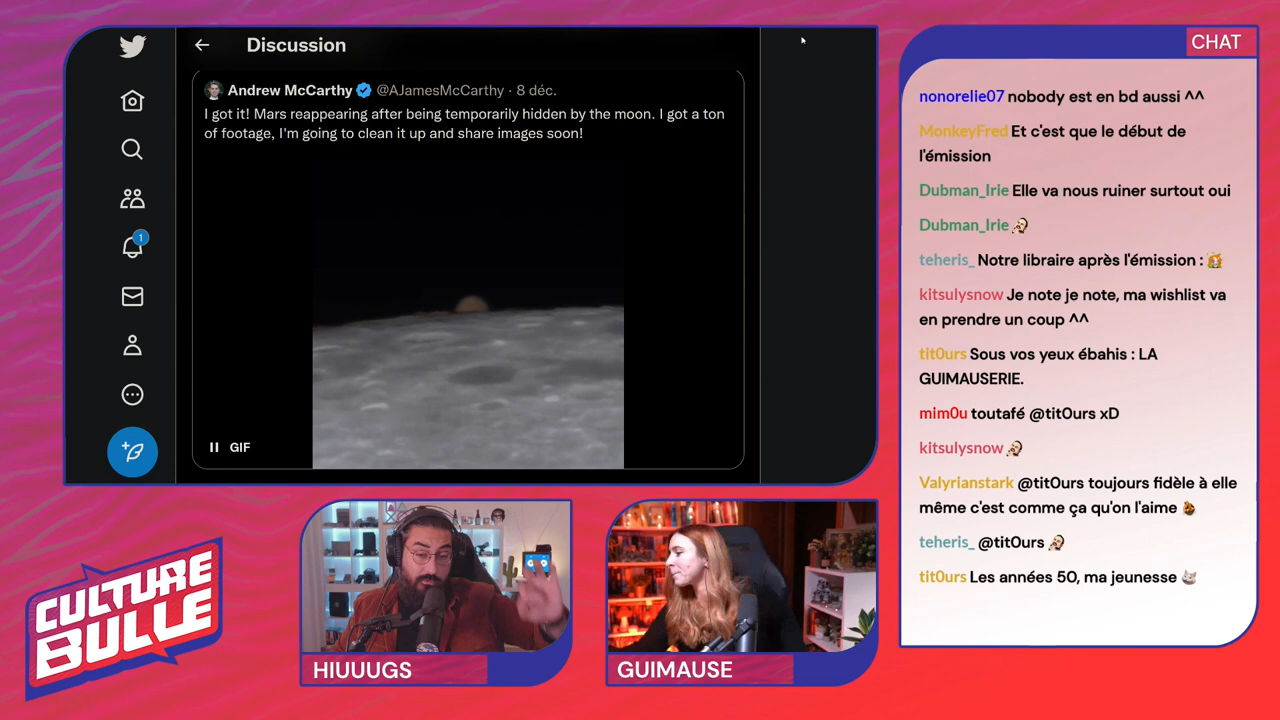 Discussion
Andrew McCarthy @AJamesMcCarthy · 8 déc.
I got it! Mars reappearing after being temporarily hidden by the moon. I got a ton
of footage, I'm going to clean it up and share images soon!
1
GIF
CHAT
nonorelie07 nobody est en bd aussi ^^
MonkeyFred Et c'est que le début de
l'émission
Dubman_Irie Elle va nous ruiner surtout oui
Dubman_Irie
teheris_ Notre libraire après l'émission :
kitsulysnow Je note je note, ma wishlist va
en prendre un coup ^^
tit0urs Sous vos yeux ébahis : LA
GUIMAUSERIE.
mim0u toutafé @tit0urs xD
kitsulysnow
Valyrianstark @tit0urs toujours fidèle à elle
même c'est comme ça qu'on l'aime
teheris_ @tit0urs
tit0urs Les années 50, ma jeunesse
CULTURE
BULLE
HIUUUGS
GUIMAUSE